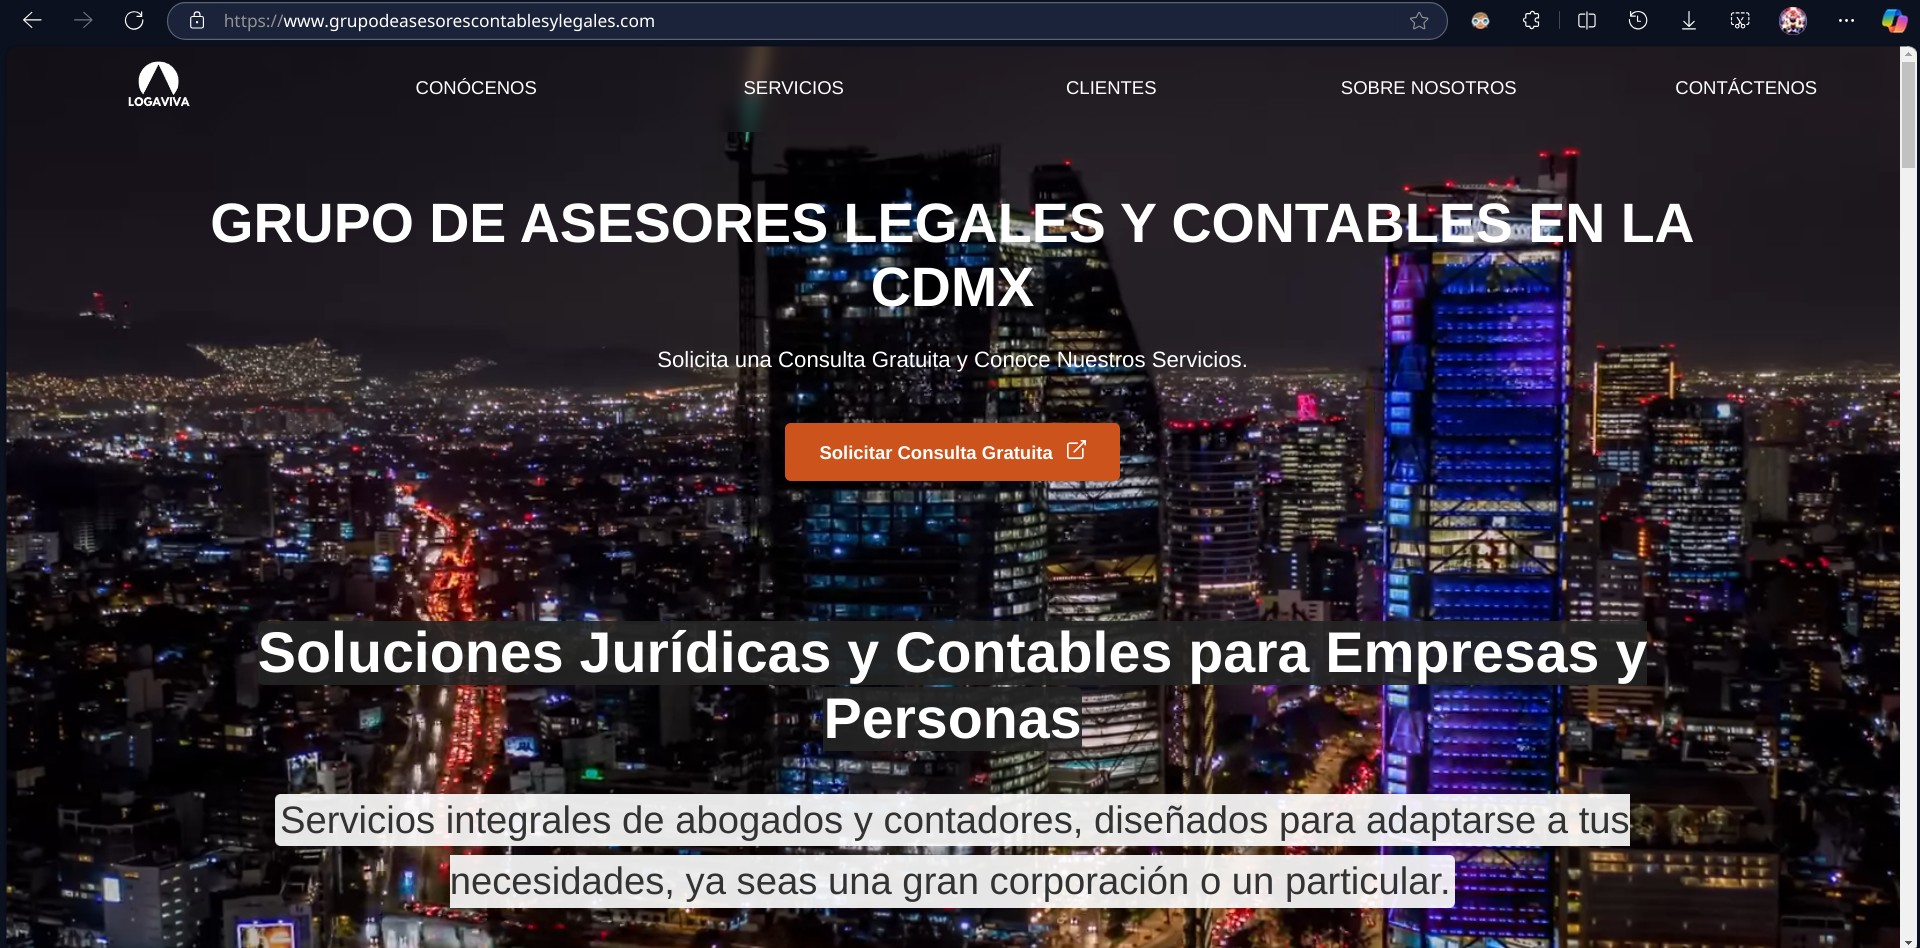 https://www.grupodeasesorescontablesylegales.com
LOGAVIVA
CONÓCENOS
SERVICIOS
CLIENTES
SOBRE NOSOTROS
CONTÁCTENOS
GRUPO DE ASESORES LEGALES Y CONTABLES EN LA
CDMX
Solicita una Consulta Gratuita y Conoce Nuestros Servicios.
Solicitar Consulta Gratuita
Soluciones Jurídicas y Contables para Empresas y
Personas
Servicios integrales de abogados y contadores, diseñados para adaptarse a tus
necesidades, ya seas una gran corporación o un particular.